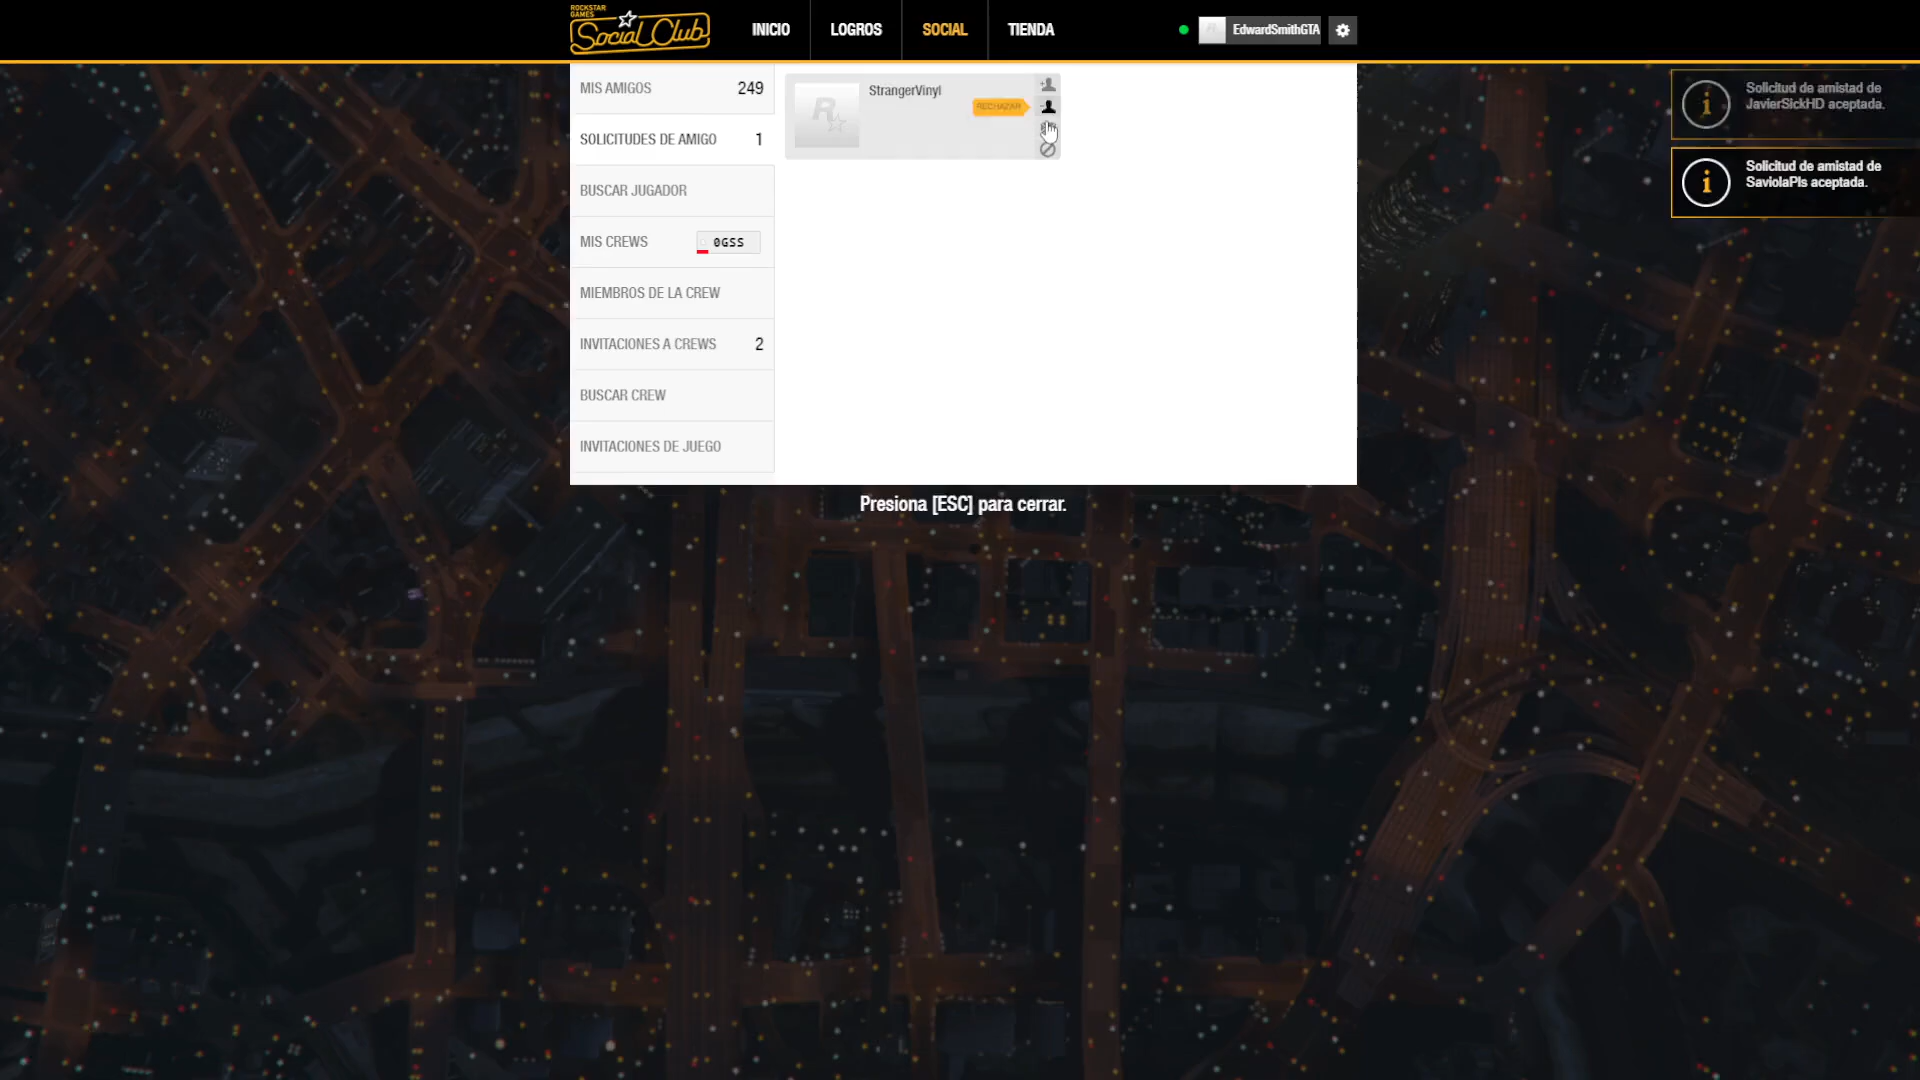 ROCKSTAR
GAMES
Social Club
INICIO
LOGROS
SOCIAL
TIENDA
EdwardSmithGTA
MIS AMIGOS 249
SOLICITUDES DE AMIGO 1
BUSCAR JUGADOR
MIS CREWS 0GSS
MIEMBROS DE LA CREW
INVITACIONES A CREWS 2
BUSCAR CREW
INVITACIONES DE JUEGO
R
StrangerVinyl
RECHAZAR
Presiona [ESC] para cerrar.
Solicitud de amistad de
JavierSickHD aceptada.
Solicitud de amistad de
SaviolaPls aceptada.